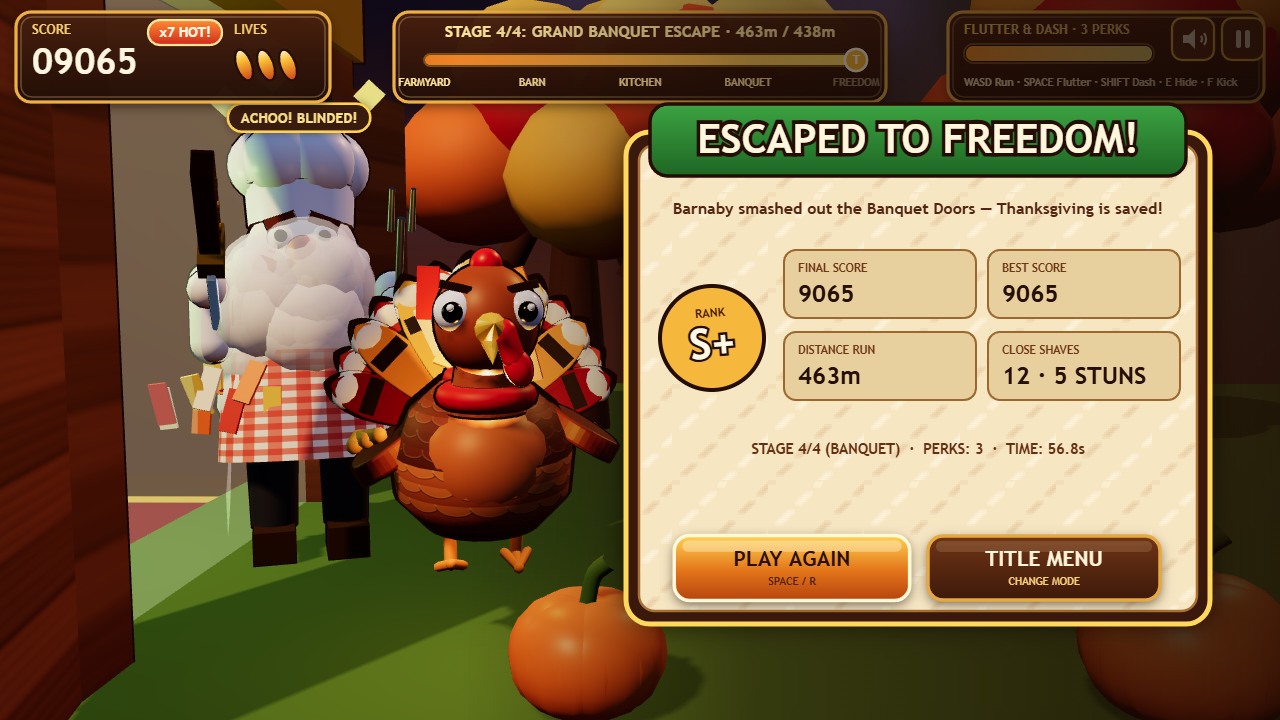 SCORE
x7 HOT!
LIVES
09065
STAGE 4/4: GRAND BANQUET ESCAPE · 463m / 438m
T
FARMYARD
BARN
KITCHEN
BANQUET
FREEDOM
FLUTTER & DASH · 3 PERKS
WASD Run · SPACE Flutter · SHIFT Dash · E Hide · F Kick
ACHOO! BLINDED!
ESCAPED TO FREEDOM!
Barnaby smashed out the Banquet Doors — Thanksgiving is saved!
RANK
S+
FINAL SCORE
9065
BEST SCORE
9065
DISTANCE RUN
463m
CLOSE SHAVES
12 · 5 STUNS
STAGE 4/4 (BANQUET) · PERKS: 3 · TIME: 56.8s
PLAY AGAIN
SPACE / R
TITLE MENU
CHANGE MODE